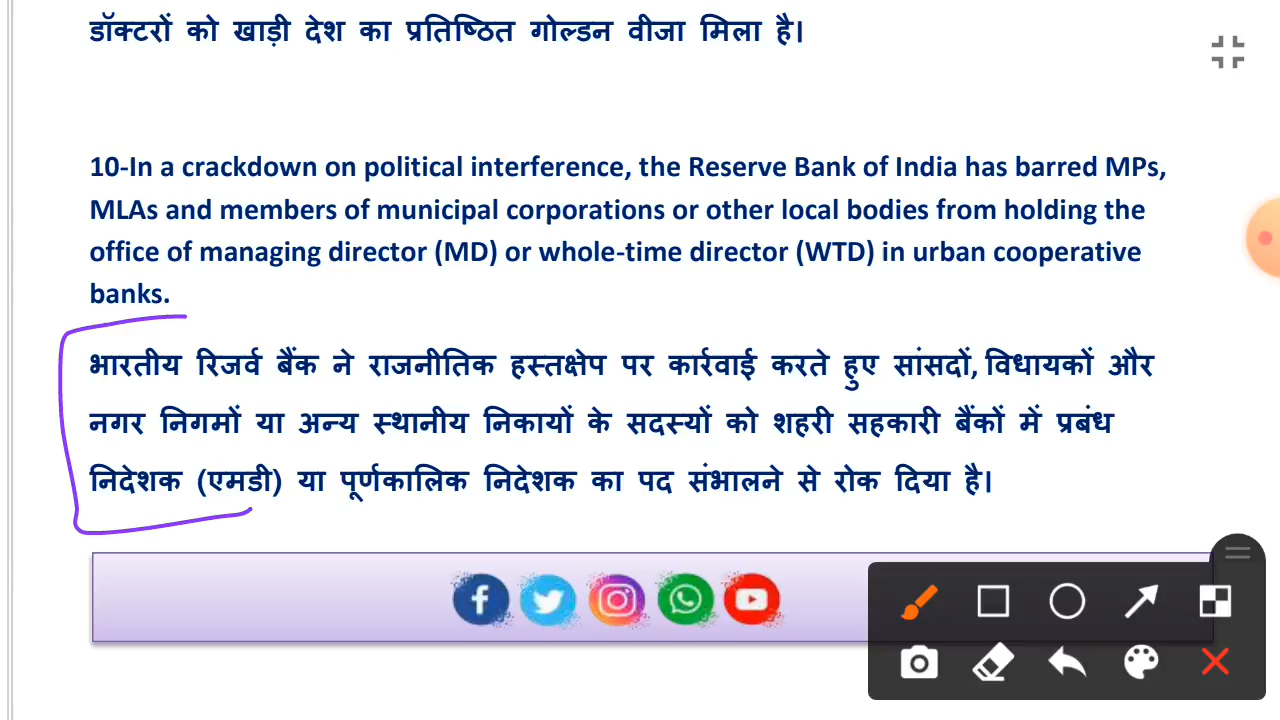 डॉक्टरों को खाड़ी देश का प्रतिष्ठित गोल्डन वीजा मिला है।
10-In a crackdown on political interference, the Reserve Bank of India has barred MPs,
MLAs and members of municipal corporations or other local bodies from holding the
office of managing director (MD) or whole-time director (WTD) in urban cooperative
banks.
भारतीय रिजर्व बैंक ने राजनीतिक हस्तक्षेप पर कार्रवाई करते हुए सांसदों, विधायकों और
नगर निगमों या अन्य स्थानीय निकायों के सदस्यों को शहरी सहकारी बैंकों में प्रबंध
निदेशक (एमडी) या पूर्णकालिक निदेशक का पद संभालने से रोक दिया है।